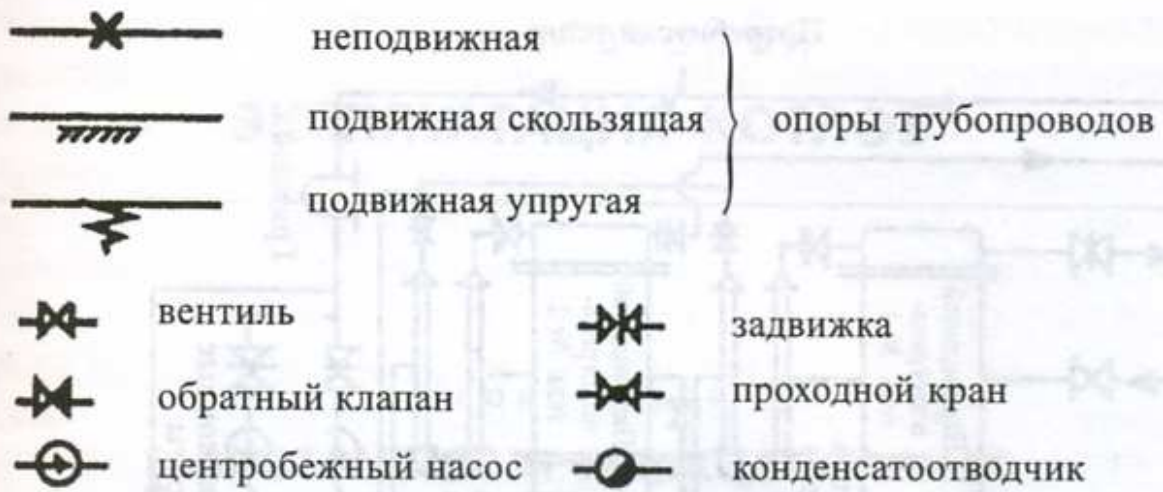 неподвижная
подвижная скользящая
опоры трубопроводов
подвижная упругая
вентиль
задвижка
обратный клапан
проходной кран
центробежный насос
конденсатоотводчик